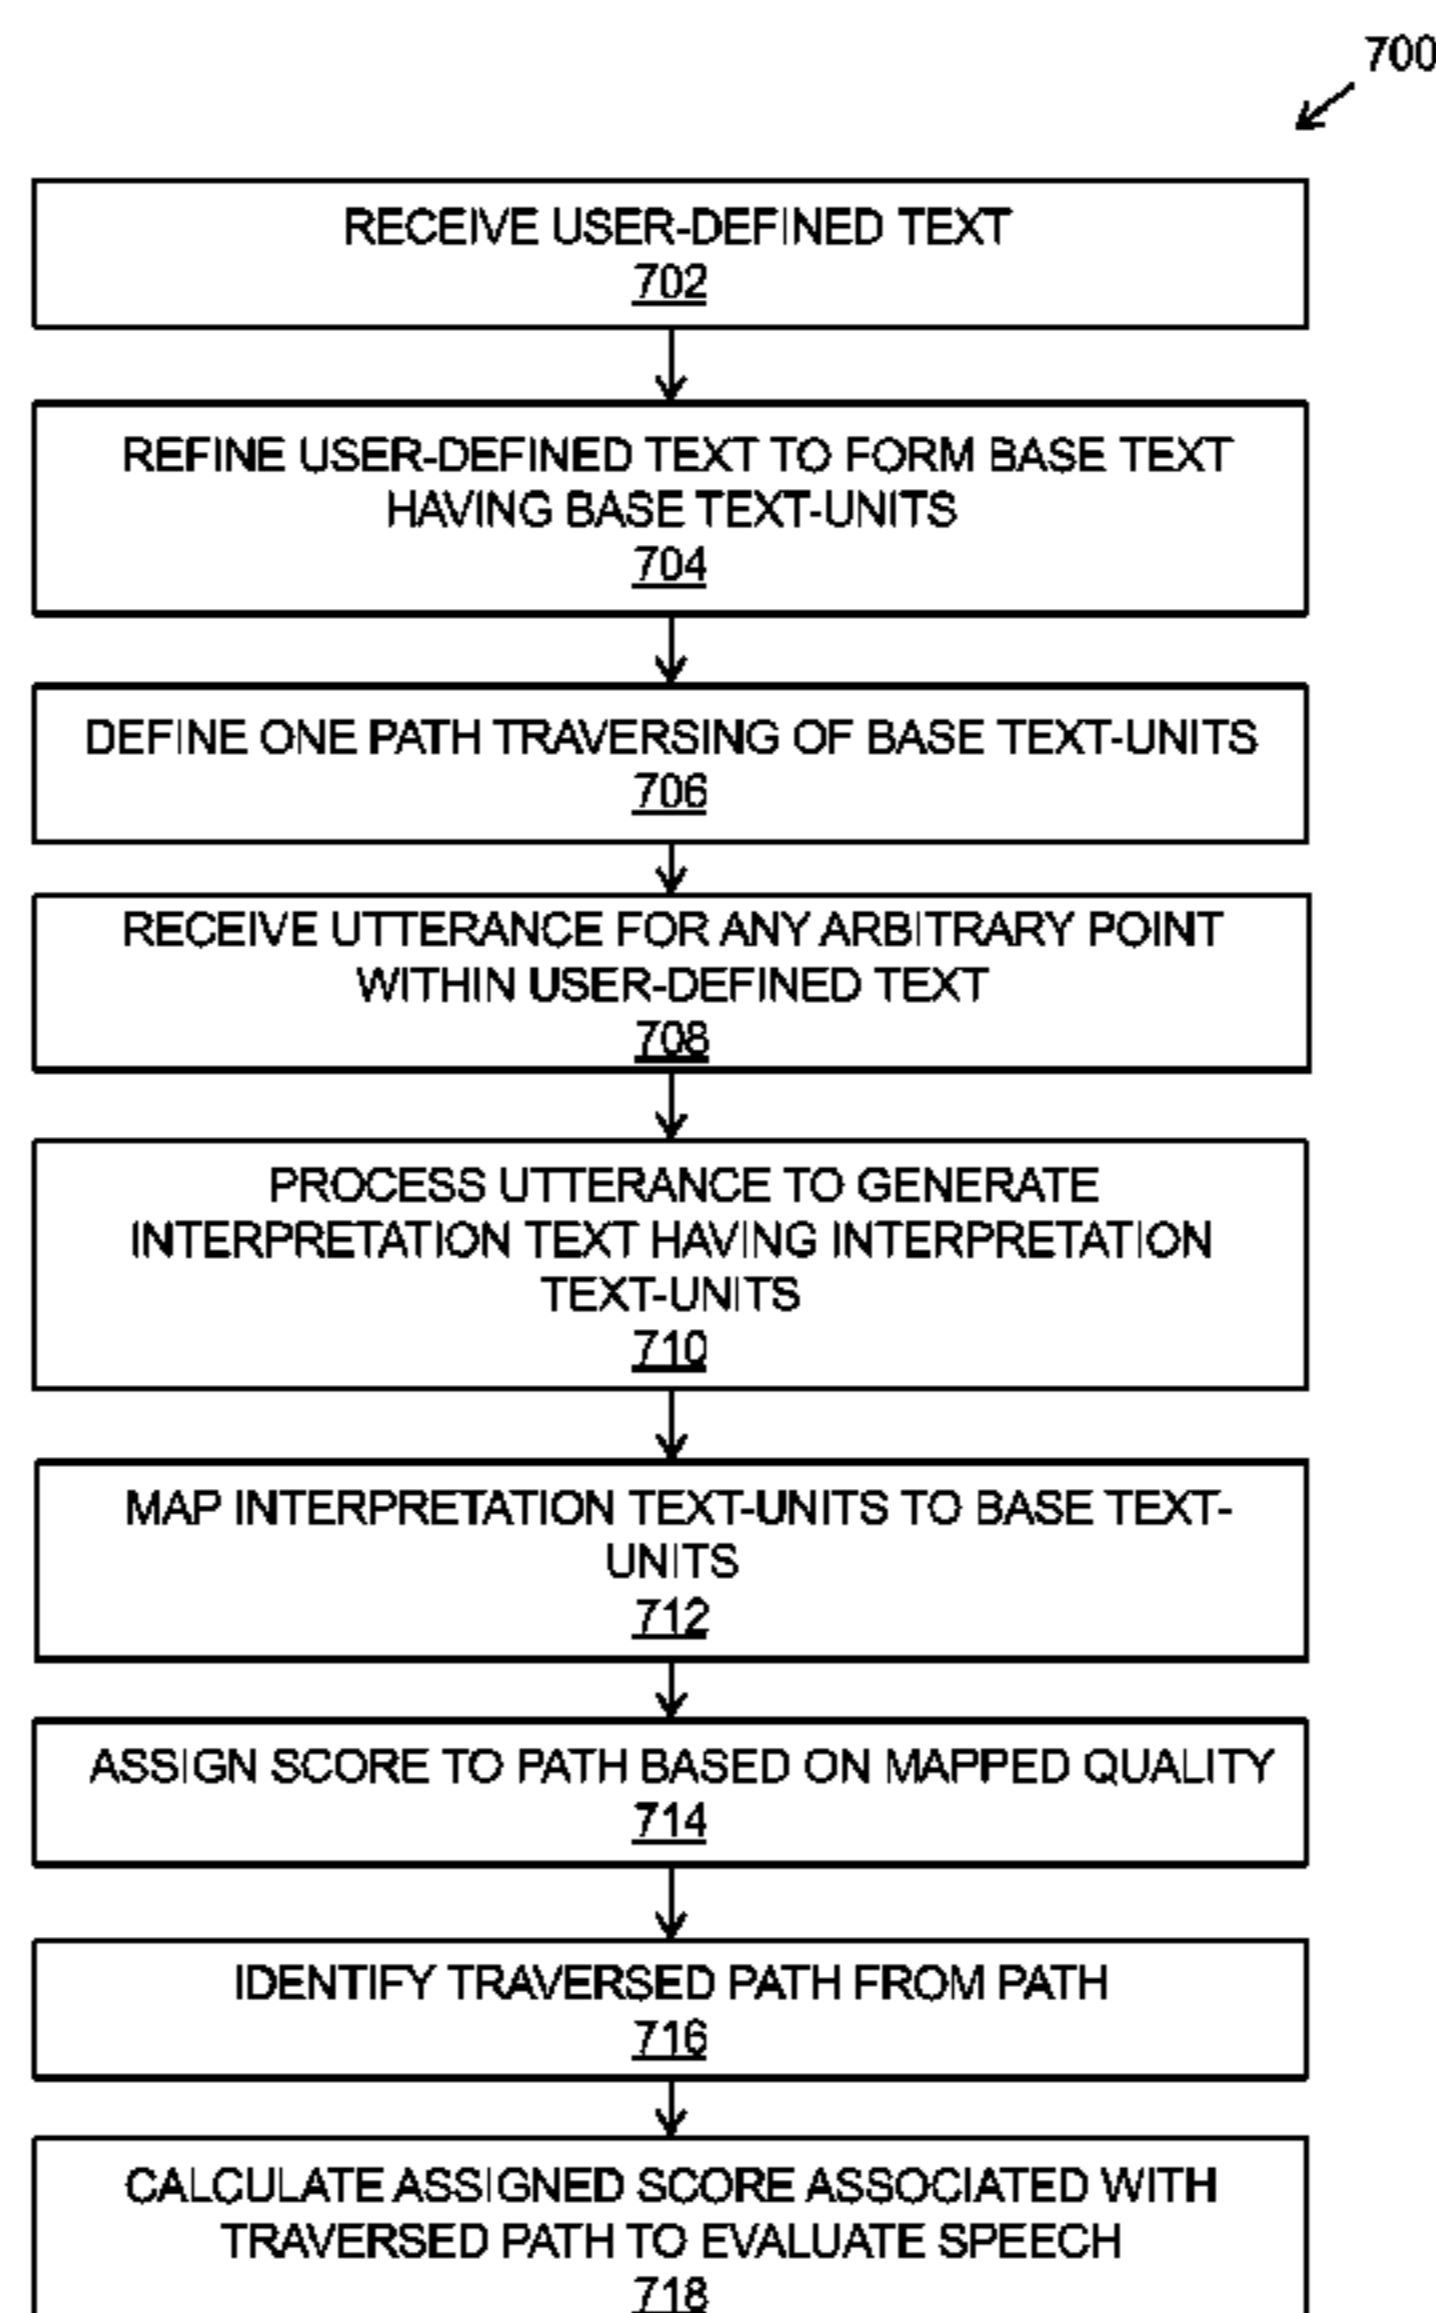 700
RECEIVE USER-DEFINED TEXT
702
REFINE USER-DEFINED TEXT TO FORM BASE TEXT
HAVING BASE TEXT-UNITS
704
DEFINE ONE PATH TRAVERSING OF BASE TEXT-UNITS
706
RECEIVE UTTERANCE FOR ANY ARBITRARY POINT
WITHIN USER-DEFINED TEXT
708
PROCESS UTTERANCE TO GENERATE
INTERPRETATION TEXT HAVING INTERPRETATION
TEXT-UNITS
710
MAP INTERPRETATION TEXT-UNITS TO BASE TEXT-
UNITS
712
ASSIGN SCORE TO PATH BASED ON MAPPED QUALITY
714
IDENTIFY TRAVERSED PATH FROM PATH
716
CALCULATE ASSIGNED SCORE ASSOCIATED WITH
TRAVERSED PATH TO EVALUATE SPEECH
718